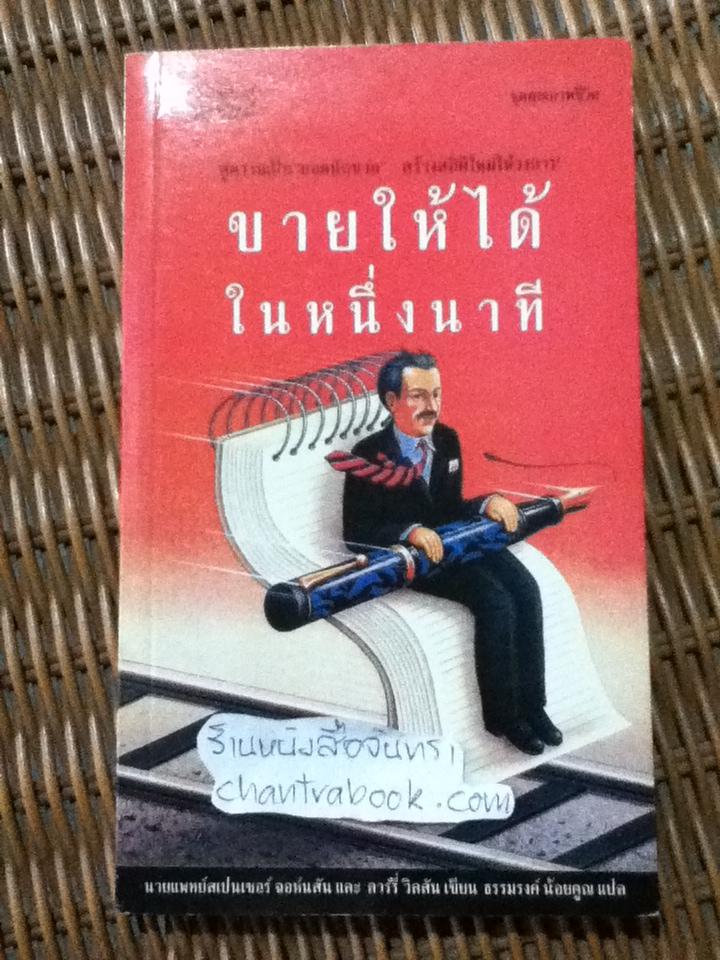 ขายให้ได้
ในหนึ่งนาที
ร้านหนังสือจันทรา
chantrabook.com
นายแพทย์สเปนเซอร์ จอห์นสัน และ ลาร์รี่ วิลสัน เขียน ธรรมรงค์ น้อยคูณ แปล